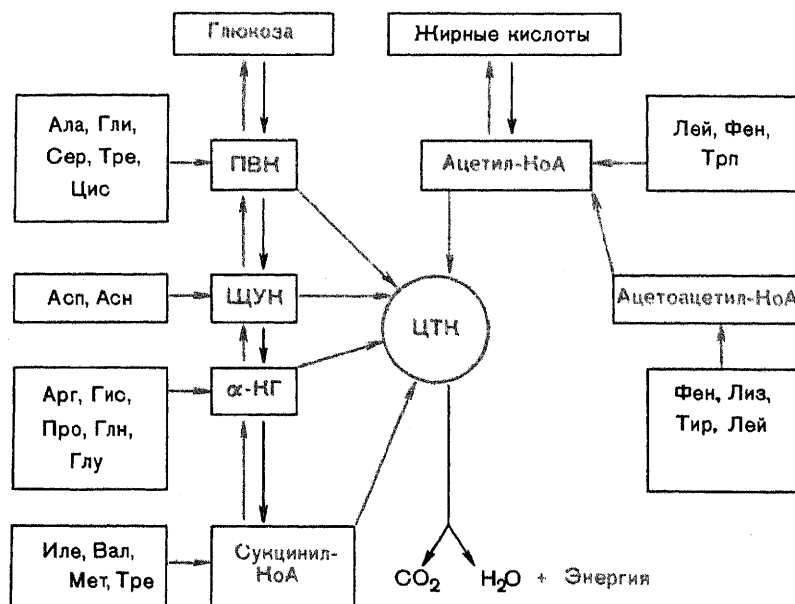 Глюкоза
Жирные кислоты
Ала, Гли,
Сер, Тре,
Цис
ПВК
Ацетил-КоА
Лей, Фен,
Трп
Асп, Асн
ЩУК
ЦТК
Ацетоацетил-КоА
Арг, Гис,
Про, Глн,
Глу
α-КГ
Фен, Лиз,
Тир, Лей
Иле, Вал,
Мет, Тре
Сукцинил-
КоА
CO₂ H₂O + Энергия